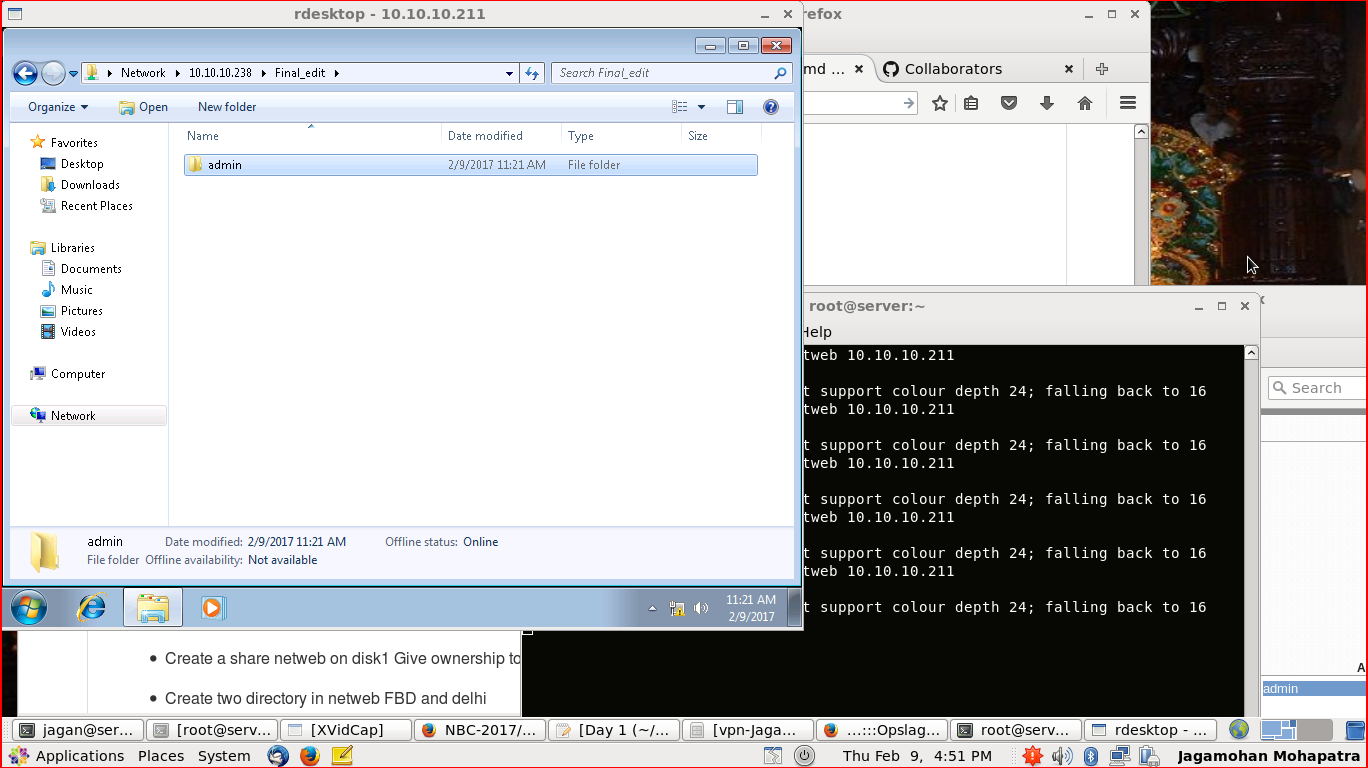 rdesktop - 10.10.10.211
Network 10.10.10.238 Final_edit
Search Final_edit
Organize Open New folder
Name Date modified Type Size
admin 2/9/2017 11:21 AM File folder
Favorites
Desktop
Downloads
Recent Places
Libraries
Documents
Music
Pictures
Videos
Computer
Network
admin Date modified: 2/9/2017 11:21 AM Offline status: Online
File folder Offline availability: Not available
11:21 AM
2/9/2017
refox
md ... Collaborators
root@server:~
Help
tweb 10.10.10.211
t support colour depth 24; falling back to 16
tweb 10.10.10.211
t support colour depth 24; falling back to 16
tweb 10.10.10.211
t support colour depth 24; falling back to 16
tweb 10.10.10.211
t support colour depth 24; falling back to 16
tweb 10.10.10.211
t support colour depth 24; falling back to 16
x
Search
A
admin
Create a share netweb on disk1 Give ownership to
Create two directory in netweb FBD and delhi
jagan@ser... [root@serv... [XVidCap] NBC-2017/... [Day 1 (~/... [vpn-Jaga... ...:::Opslag... root@serv... rdesktop - ...
Applications Places System Thu Feb 9, 4:51 PM Jagamohan Mohapatra